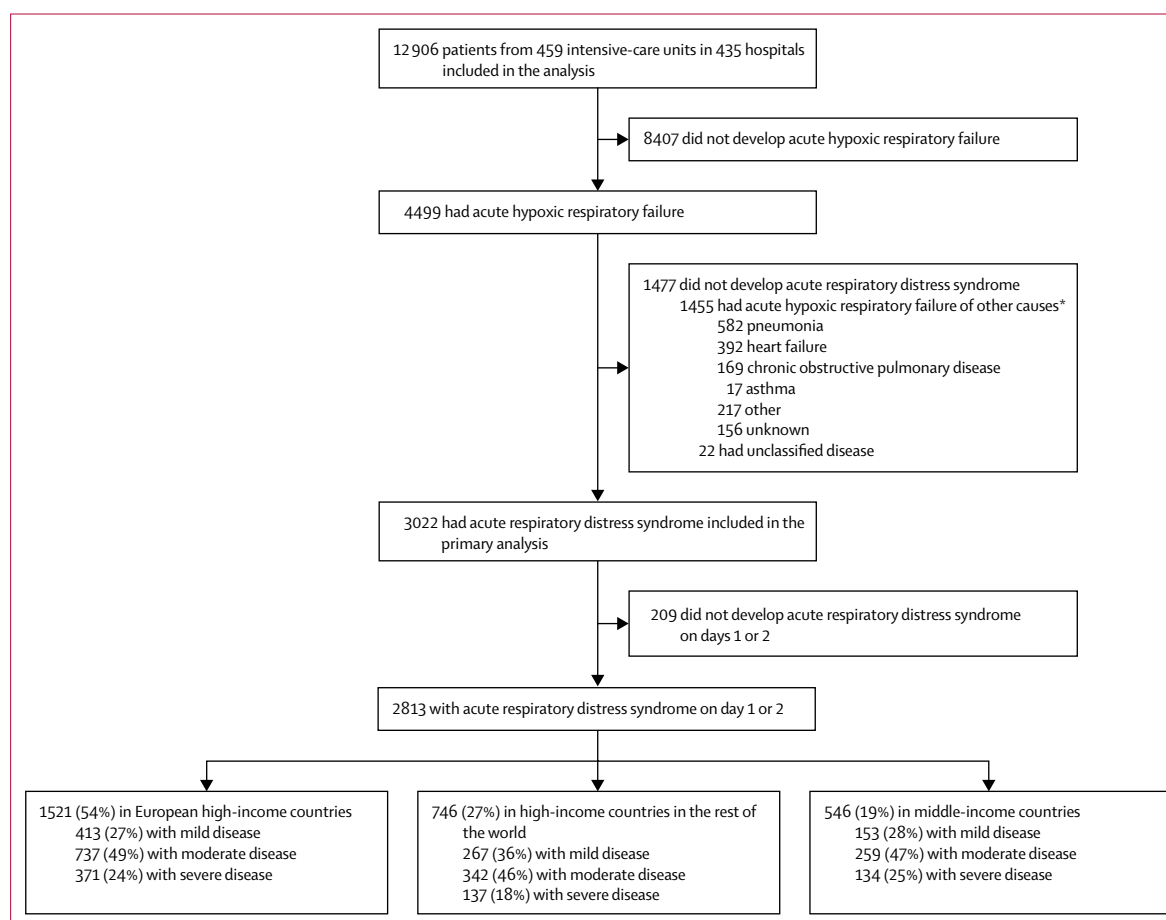 12 906 patients from 459 intensive-care units in 435 hospitals
included in the analysis
8407 did not develop acute hypoxic respiratory failure
4499 had acute hypoxic respiratory failure
1477 did not develop acute respiratory distress syndrome
1455 had acute hypoxic respiratory failure of other causes*
582 pneumonia
392 heart failure
169 chronic obstructive pulmonary disease
17 asthma
217 other
156 unknown
22 had unclassified disease
3022 had acute respiratory distress syndrome included in the
primary analysis
209 did not develop acute respiratory distress syndrome
on days 1 or 2
2813 with acute respiratory distress syndrome on day 1 or 2
1521 (54%) in European high-income countries
413 (27%) with mild disease
737 (49%) with moderate disease
371 (24%) with severe disease
746 (27%) in high-income countries in the rest of
the world
267 (36%) with mild disease
342 (46%) with moderate disease
137 (18%) with severe disease
546 (19%) in middle-income countries
153 (28%) with mild disease
259 (47%) with moderate disease
134 (25%) with severe disease